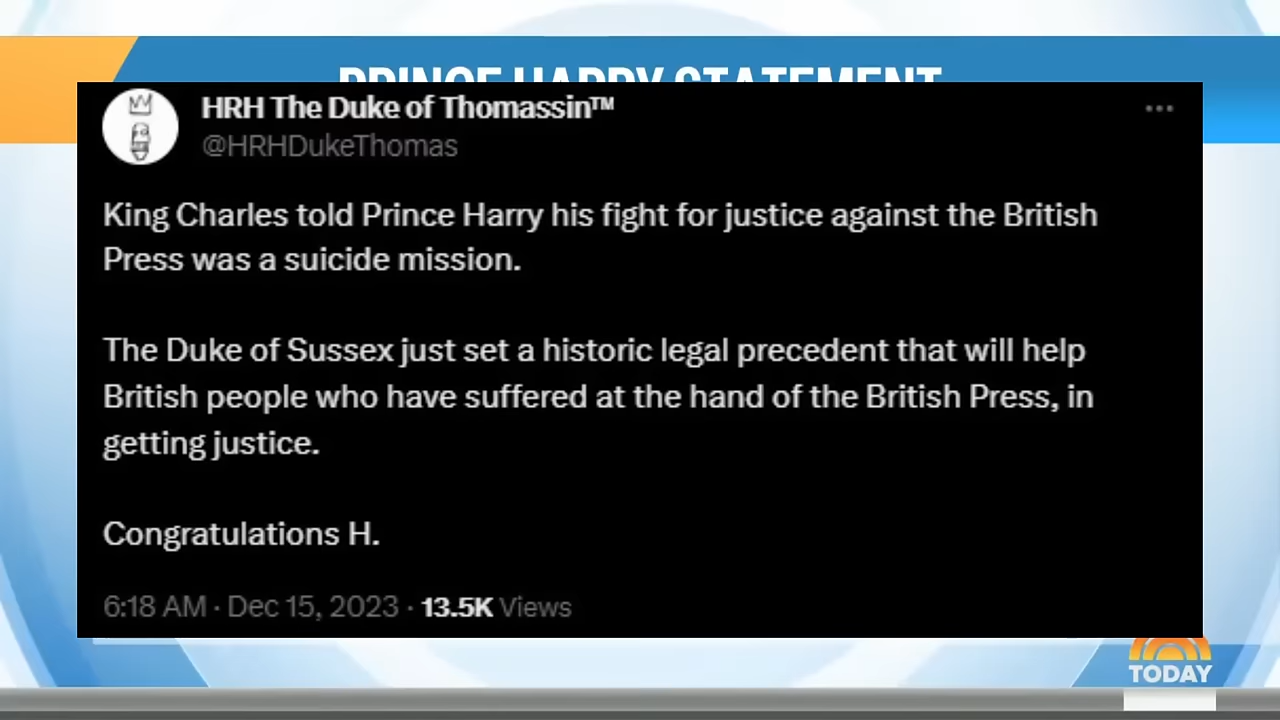 PRINCE HARRY STATEMENT
HRH The Duke of Thomassin™
@HRHDukeThomas
King Charles told Prince Harry his fight for justice against the British
Press was a suicide mission.
The Duke of Sussex just set a historic legal precedent that will help
British people who have suffered at the hand of the British Press, in
getting justice.
Congratulations H.
6:18 AM · Dec 15, 2023 · 13.5K Views
TODAY